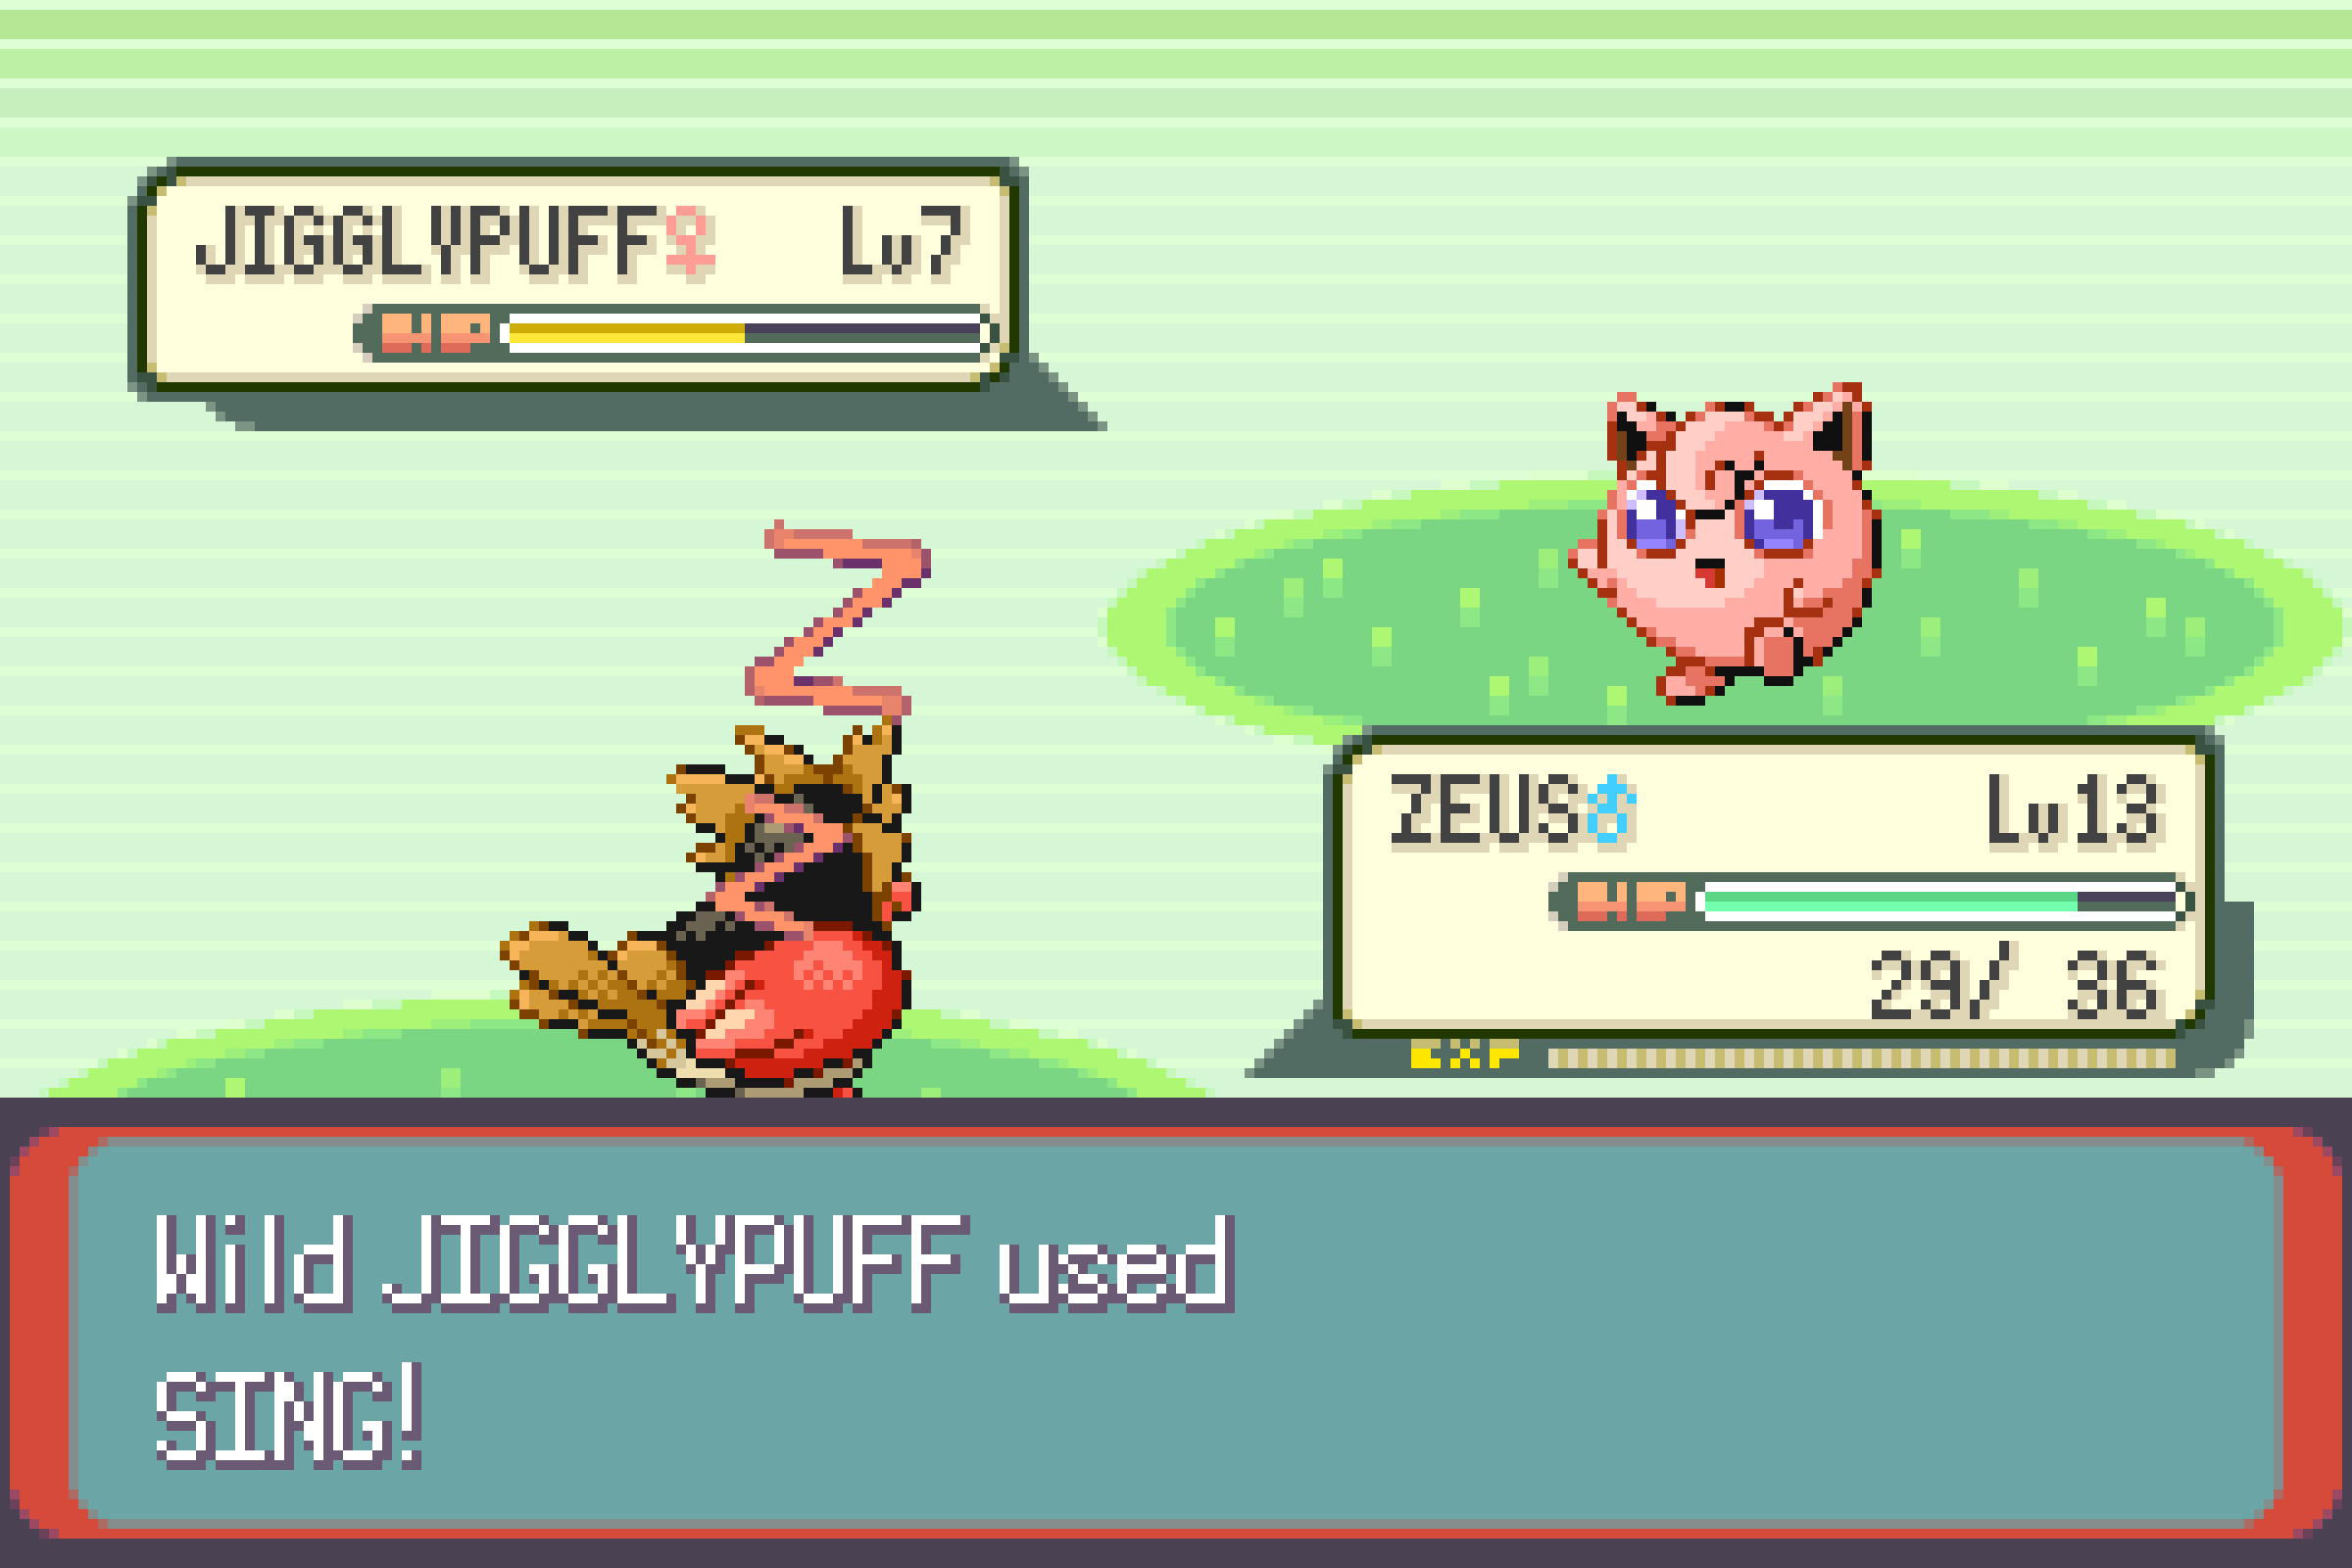 JIGGLYPUFF♀ Lv7
HP
ZEUS♂ Lv13
HP
29/ 36
EXP
Wild JIGGLYPUFF used
SING!